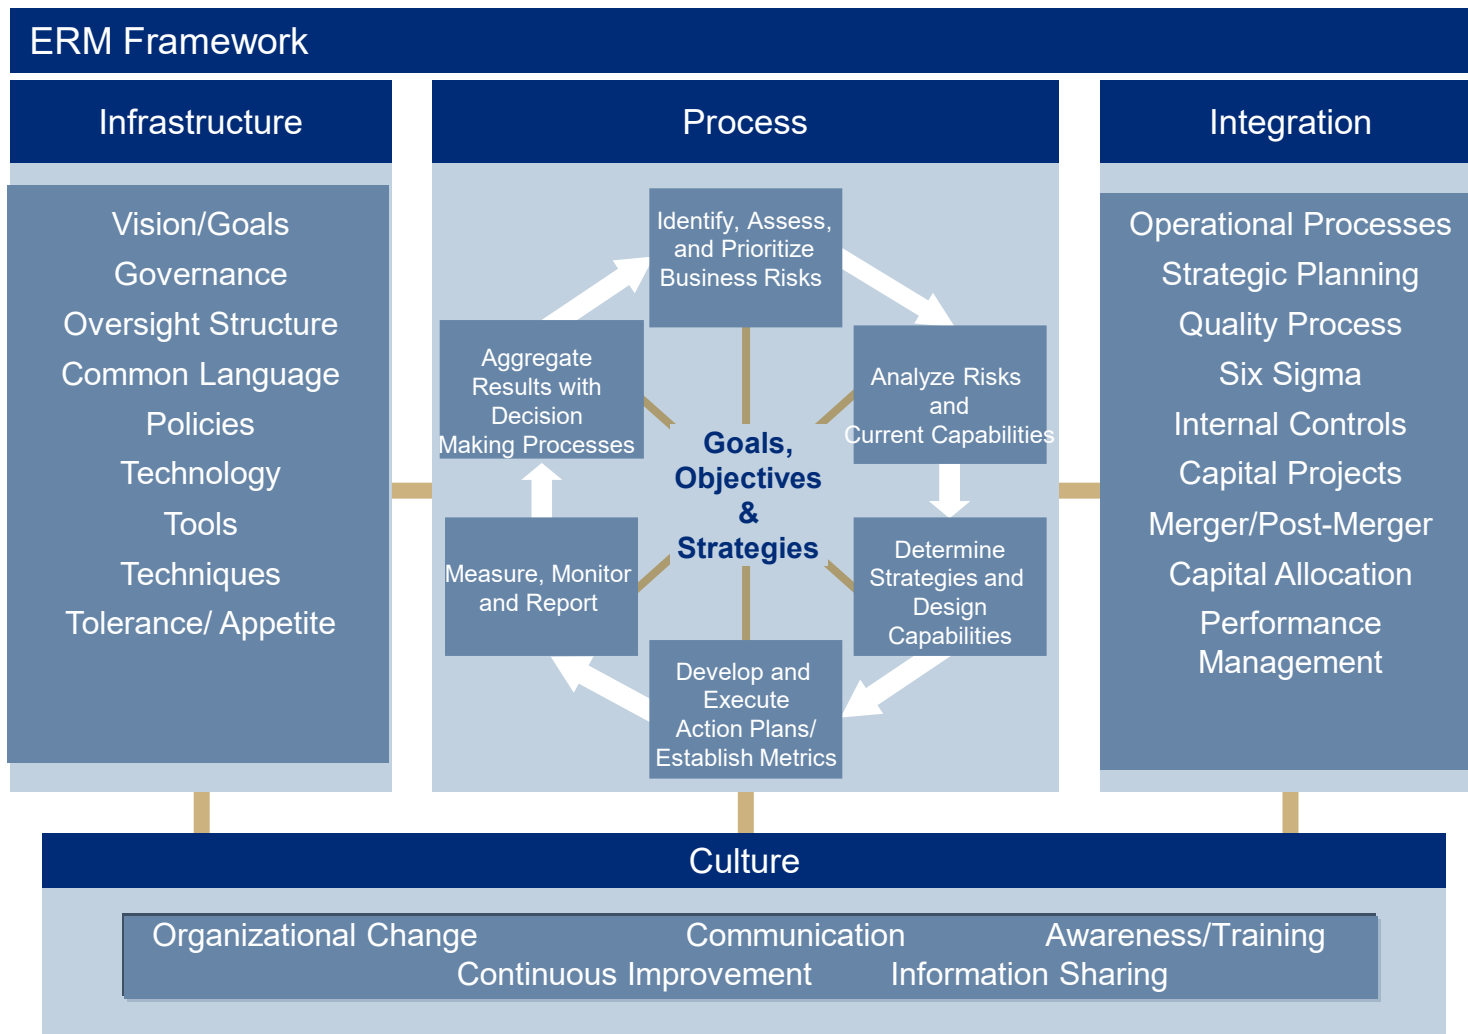 ERM Framework
Infrastructure
Vision/Goals
Governance
Oversight Structure
Common Language
Policies
Technology
Tools
Techniques
Tolerance/ Appetite
Process
Identify, Assess,
and Prioritize
Business Risks
Analyze Risks
and
Current Capabilities
Determine
Strategies and
Design
Capabilities
Develop and
Execute
Action Plans/
Establish Metrics
Measure, Monitor
and Report
Aggregate
Results with
Decision
Making Processes
Goals,
Objectives
&
Strategies
Integration
Operational Processes
Strategic Planning
Quality Process
Six Sigma
Internal Controls
Capital Projects
Merger/Post-Merger
Capital Allocation
Performance
Management
Culture
Organizational Change Communication Awareness/Training
Continuous Improvement Information Sharing